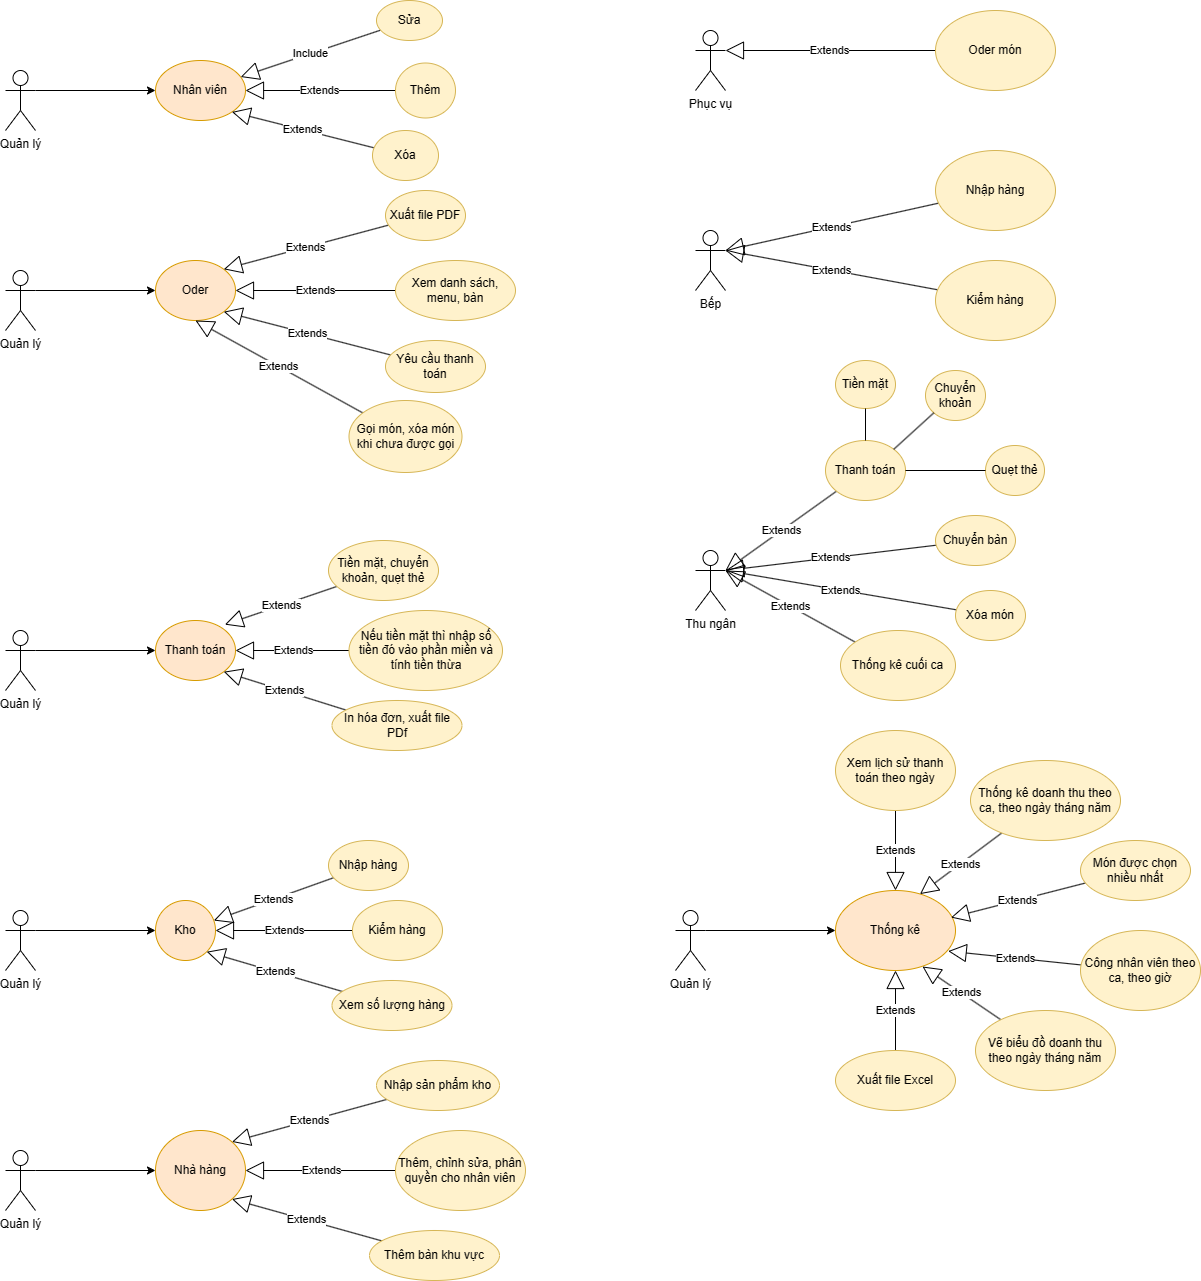 Sửa
Include
Quản lý
Nhân viên
Extends
Thêm
Extends
Xóa
Xuất file PDF
Extends
Quản lý
Oder
Extends
Xem danh sách,
menu, bàn
Extends
Yêu cầu thanh
toán
Extends
Gọi món, xóa món
khi chưa được gọi
Tiền mặt, chuyển
khoản, quẹt thẻ
Extends
Quản lý
Thanh toán
Extends
Nếu tiền mặt thì nhập số
tiền đó vào phần miền và
tính tiền thừa
Extends
In hóa đơn, xuất file
PDf
Nhập hàng
Extends
Quản lý
Kho
Extends
Kiểm hàng
Extends
Xem số lượng hàng
Nhập sản phẩm kho
Extends
Quản lý
Nhà hàng
Extends
Thêm, chỉnh sửa, phân
quyền cho nhân viên
Extends
Thêm bàn khu vực
Phục vụ
Extends
Oder món
Nhập hàng
Extends
Bếp
Extends
Kiểm hàng
Tiền mặt
Chuyển
khoản
Thanh toán
Quẹt thẻ
Extends
Chuyển bàn
Extends
Thu ngân
Extends
Xóa món
Extends
Thống kê cuối ca
Xem lịch sử thanh
toán theo ngày
Extends
Thống kê doanh thu theo
ca, theo ngày tháng năm
Extends
Món được chọn
nhiều nhất
Extends
Quản lý
Thống kê
Extends
Công nhân viên theo
ca, theo giờ
Extends
Vẽ biểu đồ doanh thu
theo ngày tháng năm
Extends
Xuất file Excel